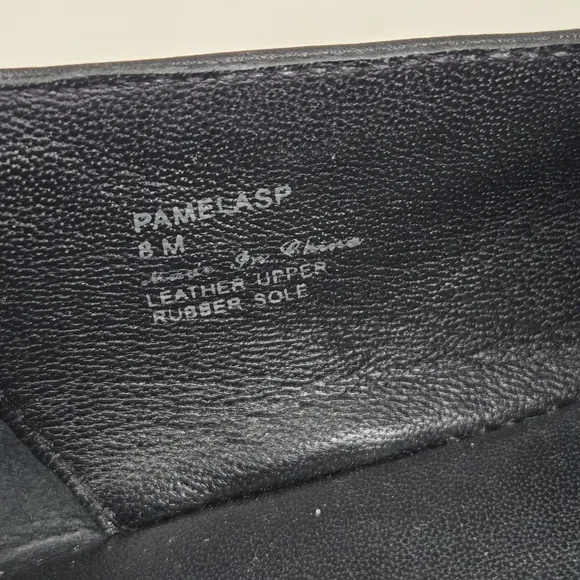 PAMELASP
8 M
Made In China
LEATHER UPPER
RUBBER SOLE